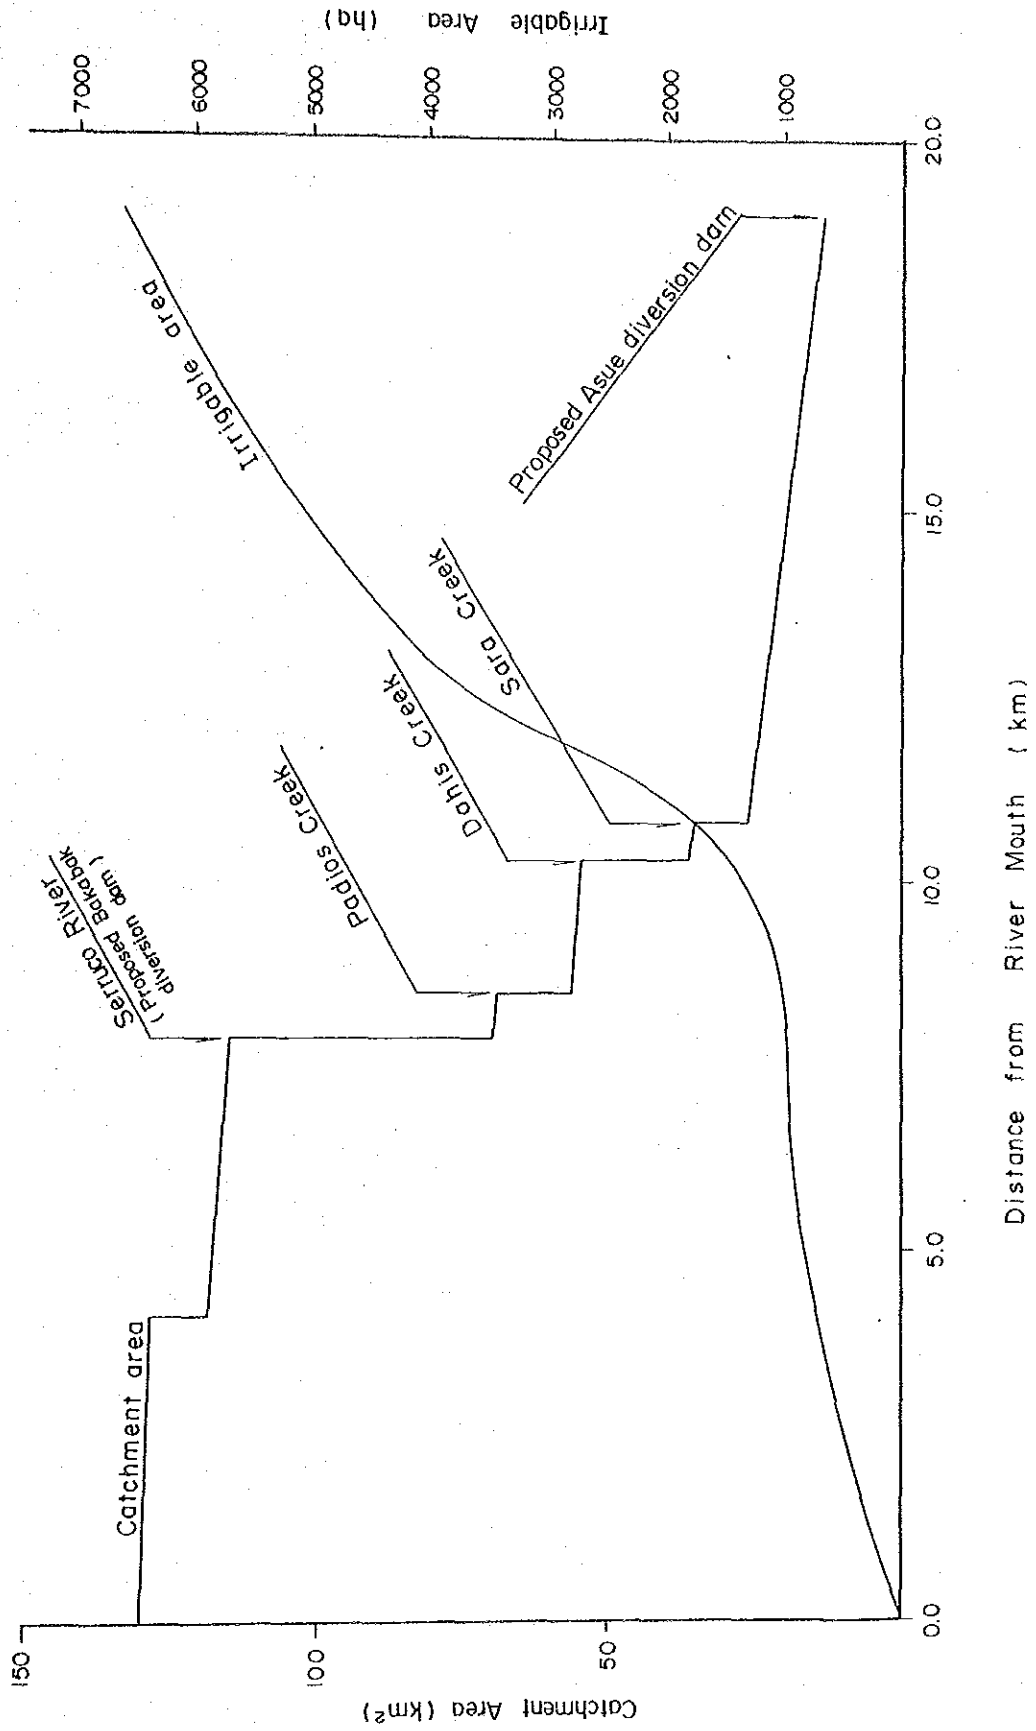 Catchment Area (km²)
150
100
50
Catchment area
Serruco River
(Proposed Bakabak
diversion dam.)
Padios Creek
Dahis Creek
Sara Creek
Irrigable area
Proposed Asue diversion dam
Irrigable Area (ha)
7000
6000
5000
4000
3000
2000
1000
0.0
5.0
10.0
15.0
20.0
Distance from River Mouth (km)